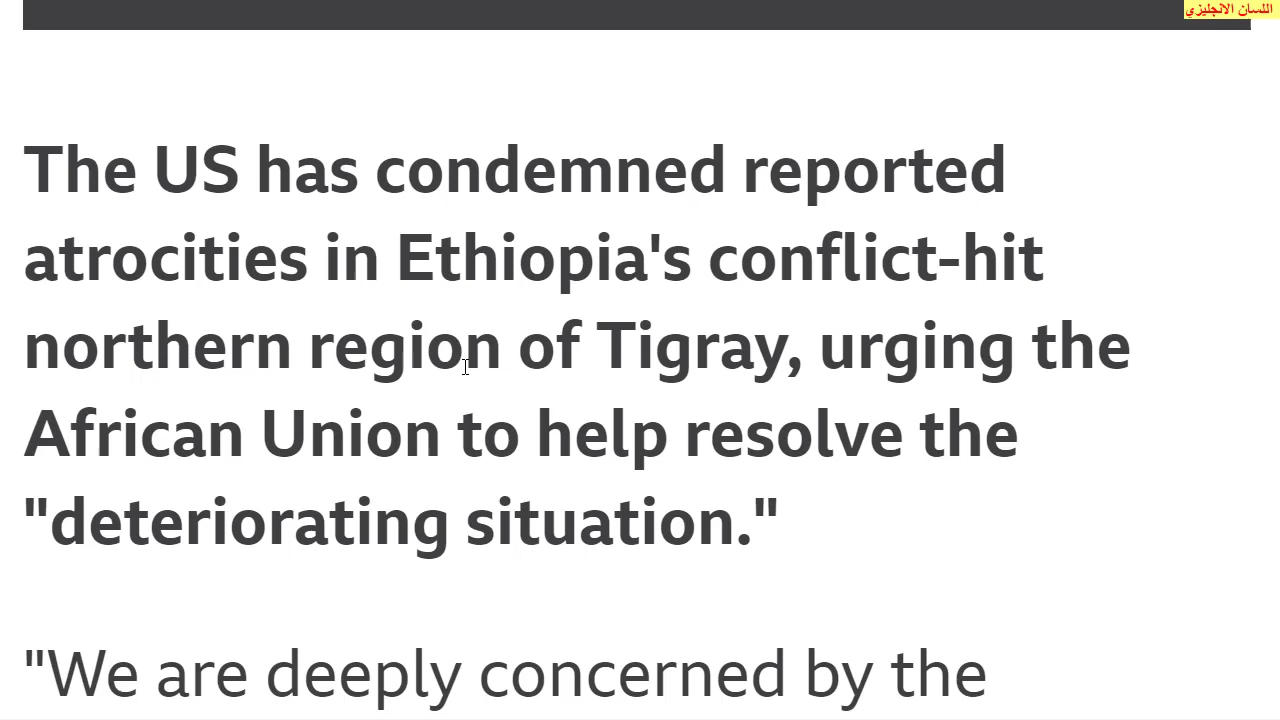 اللسان الانجليزي
The US has condemned reported
atrocities in Ethiopia's conflict-hit
northern region of Tigray, urging the
African Union to help resolve the
"deteriorating situation."
"We are deeply concerned by the